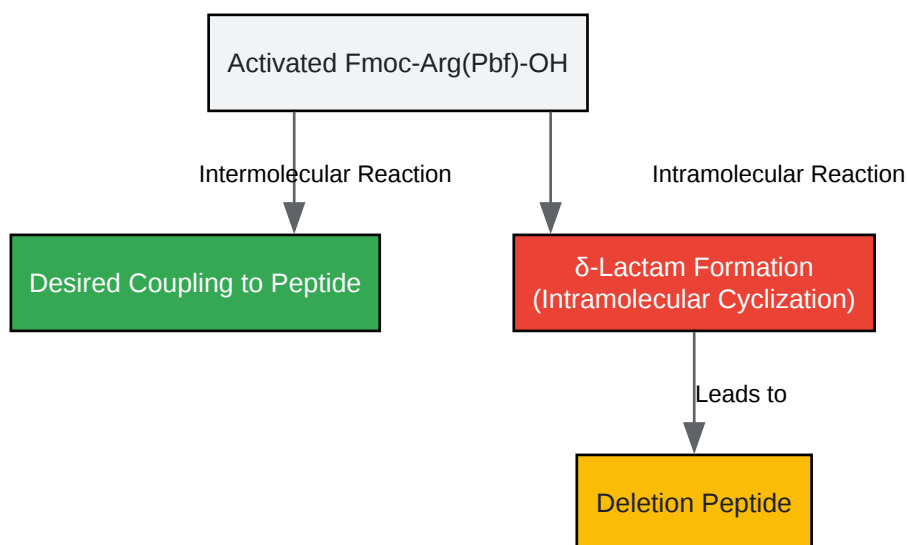 Activated Fmoc-Arg(Pbf)-OH
Intermolecular Reaction
Intramolecular Reaction
Desired Coupling to Peptide
δ-Lactam Formation
(Intramolecular Cyclization)
Leads to
Deletion Peptide